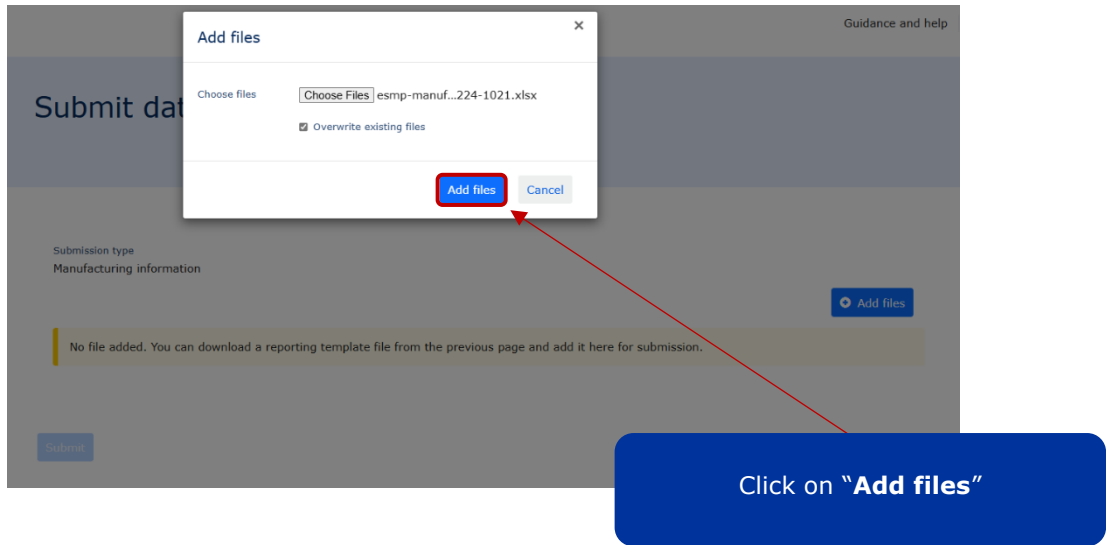 Guidance and help
Add files
×
Choose files
Choose Files esmp-manuf...224-1021.xlsx
Overwrite existing files
Add files
Cancel
Submit dat
Submission type
Manufacturing information
Add files
No file added. You can download a reporting template file from the previous page and add it here for submission.
Submit
Click on “Add files”